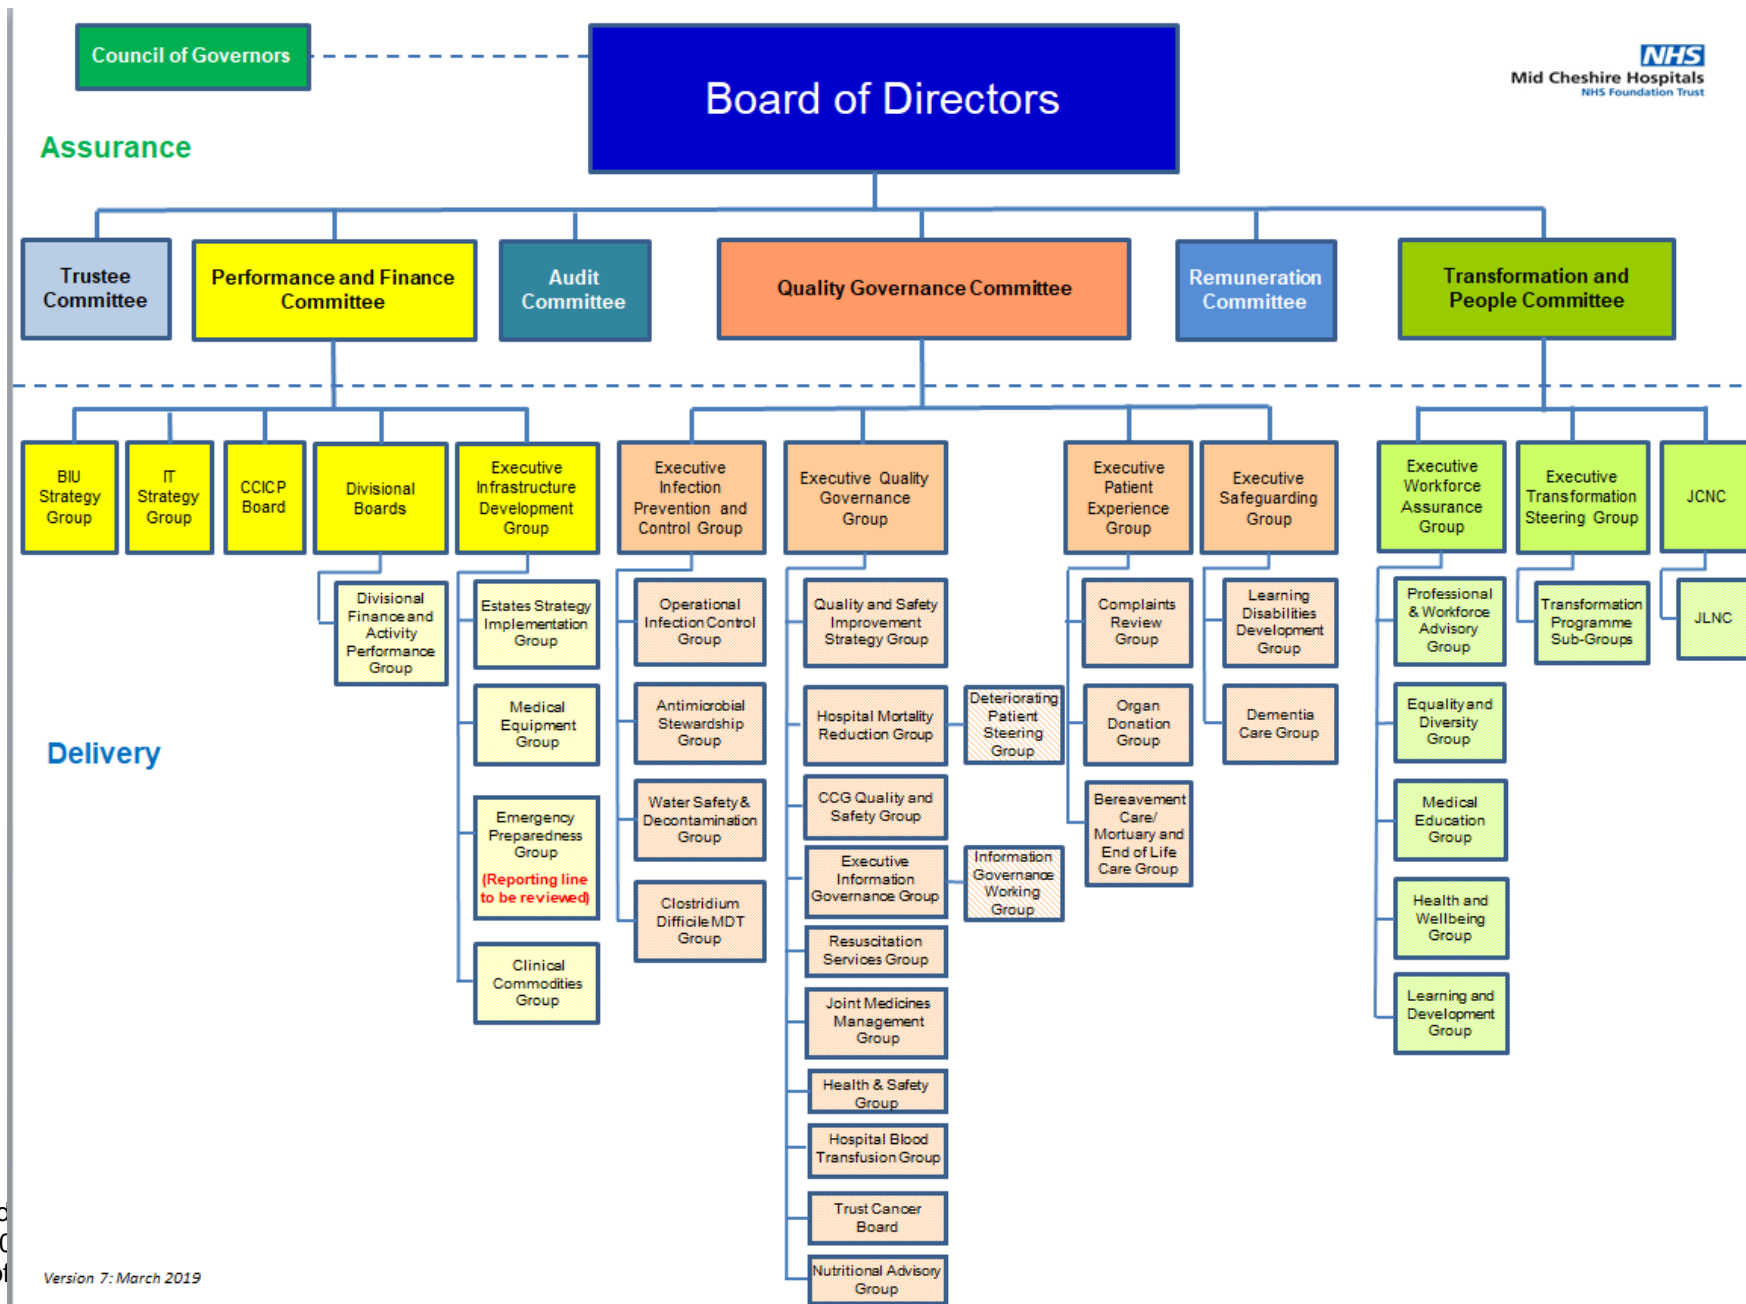 Council of Governors
Board of Directors
NHS
Mid Cheshire Hospitals
NHS Foundation Trust
Assurance
Trustee
Committee
Performance and Finance
Committee
Audit
Committee
Quality Governance Committee
Remuneration
Committee
Transformation and
People Committee
BIU
Strategy
Group
IT
Strategy
Group
CCICP
Board
Divisional
Boards
Executive
Infrastructure
Development
Group
Executive
Infection
Prevention and
Control Group
Executive Quality
Governance
Group
Executive
Patient
Experience
Group
Executive
Safeguarding
Group
Executive
Workforce
Assurance
Group
Executive
Transformation
Steering Group
JCNC
Divisional
Finance and
Activity
Performance
Group
Estates Strategy
Implementation
Group
Operational
Infection Control
Group
Quality and Safety
Improvement
Strategy Group
Complaints
Review
Group
Learning
Disabilities
Development
Group
Professional
& Workforce
Advisory
Group
Transformation
Programme
Sub-Groups
JLNC
Delivery
Medical
Equipment
Group
Antimicrobial
Stewardship
Group
Hospital Mortality
Reduction Group
Deteriorating
Patient
Steering
Group
Organ
Donation
Group
Dementia
Care Group
Equality and
Diversity
Group
Emergency
Preparedness
Group
(Reporting line
to be reviewed)
Water Safety &
Decontamination
Group
CCG Quality and
Safety Group
Bereavement
Care/
Mortuary and
End of Life
Care Group
Medical
Education
Group
Executive
Information
Governance Group
Information
Governance
Working
Group
Clostridium
Difficile MDT
Group
Health and
Wellbeing
Group
Clinical
Commodities
Group
Resuscitation
Services Group
Learning and
Development
Group
Joint Medicines
Management
Group
Health & Safety
Group
Hospital Blood
Transfusion Group
Trust Cancer
Board
Nutritional Advisory
Group
Version 7: March 2019